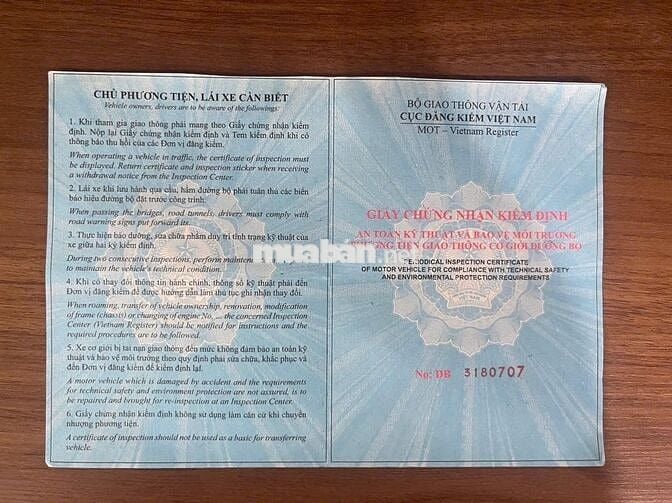 CHỦ PHƯƠNG TIỆN, LÁI XE CẦN BIẾT
Vehicle owners, drivers are to be aware of the followings:
1. Khi tham gia giao thông phải mang theo Giấy chứng nhận kiểm
định. Nộp lại Giấy chứng nhận kiểm định và Tem kiểm định khi có
thông báo thu hồi của các Đơn vị đăng kiểm.
When operating a vehicle in traffic, the certificate of inspection must
be displayed. Return certificate and inspection sticker when receiving
a withdrawal notice from the Inspection Center.
2. Lái xe khi lưu hành qua cầu, hầm đường bộ phải tuân thủ các biển
báo hiệu đường bộ đặt trước công trình.
When passing the bridges, road tunnels, drivers must comply with
road warning signs put forward its.
3. Thực hiện bảo dưỡng, sửa chữa nhằm duy trì tình trạng kỹ thuật của
xe giữa hai kỳ kiểm định.
During two consecutive inspections, perform mainten
to maintain the vehicle's technical condition.
4. Khi có thay đổi thông tin hành chính, thông số kỹ thuật phải đến
Đơn vị đăng kiểm để được hướng dẫn làm thủ tục ghi nhận thay đổi.
When roaming, transfer of vehicle ownership, renovation, modification
of frame (chassis) or changing of engine No, ... the concerned Inspection
Center (Vietnam Register) should be notified for instructions and the
required procedures are to be followed.
5. Xe cơ giới bị tai nạn giao thông đến mức không đảm bảo an toàn kỹ
thuật và bảo vệ môi trường theo quy định phải sửa chữa, khắc phục và
đến Đơn vị đăng kiểm để kiểm định lại.
A motor vehicle which is damaged by accident and the requirements
for technical safety and environment protection are not assured, is to
be repaired and brought for re-inspection at an Inspection Center.
6. Giấy chứng nhận kiểm định không sử dụng làm căn cứ khi chuyển
nhượng phương tiện.
A certificate of inspection should not be used as a basic for transferring
vehicle.
BỘ GIAO THÔNG VẬN TẢI
CỤC ĐĂNG KIỂM VIỆT NAM
MOT – Vietnam Register
GIẤY CHỨNG NHẬN KIỂM ĐỊNH
AN TOÀN KỸ THUẬT VÀ BẢO VỆ MÔI TRƯỜNG
PHƯƠNG TIỆN GIAO THÔNG CƠ GIỚI ĐƯỜNG BỘ
PERIODICAL INSPECTION CERTIFICATE
OF MOTOR VEHICLE FOR COMPLIANCE WITH TECHNICAL SAFETY
AND ENVIRONMENTAL PROTECTION REQUIREMENTS
VIỆT NAM
No: DB 3180707
muaban.net